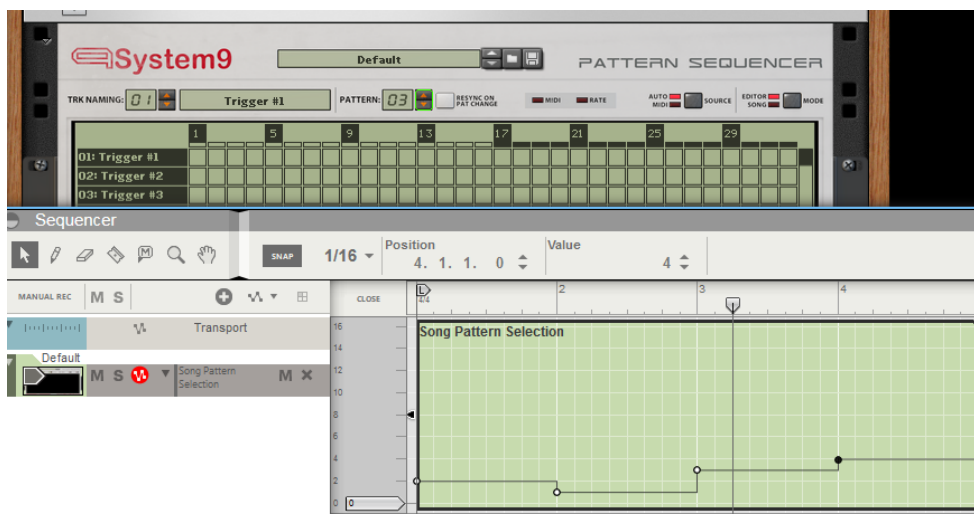 System9
Default
PATTERN SEQUENCER
TRK NAMING: 01
Trigger #1
PATTERN: 03
RESYNC ON
PAT CHANGE
MIDI
RATE
AUTO
MIDI
SOURCE
EDITOR
SONG
MODE
1 5 9 13 17 21 25 29
01: Trigger #1
02: Trigger #2
03: Trigger #3
Sequencer
M
SNAP
1/16
Position
4. 1. 1. 0
Value
4
MANUAL REC
M S
CLOSE
L
4/4
2 3 4
Transport
Default
M S
Song Pattern
Selection
M
Song Pattern Selection
16
14
12
10
8
6
4
2
0
0